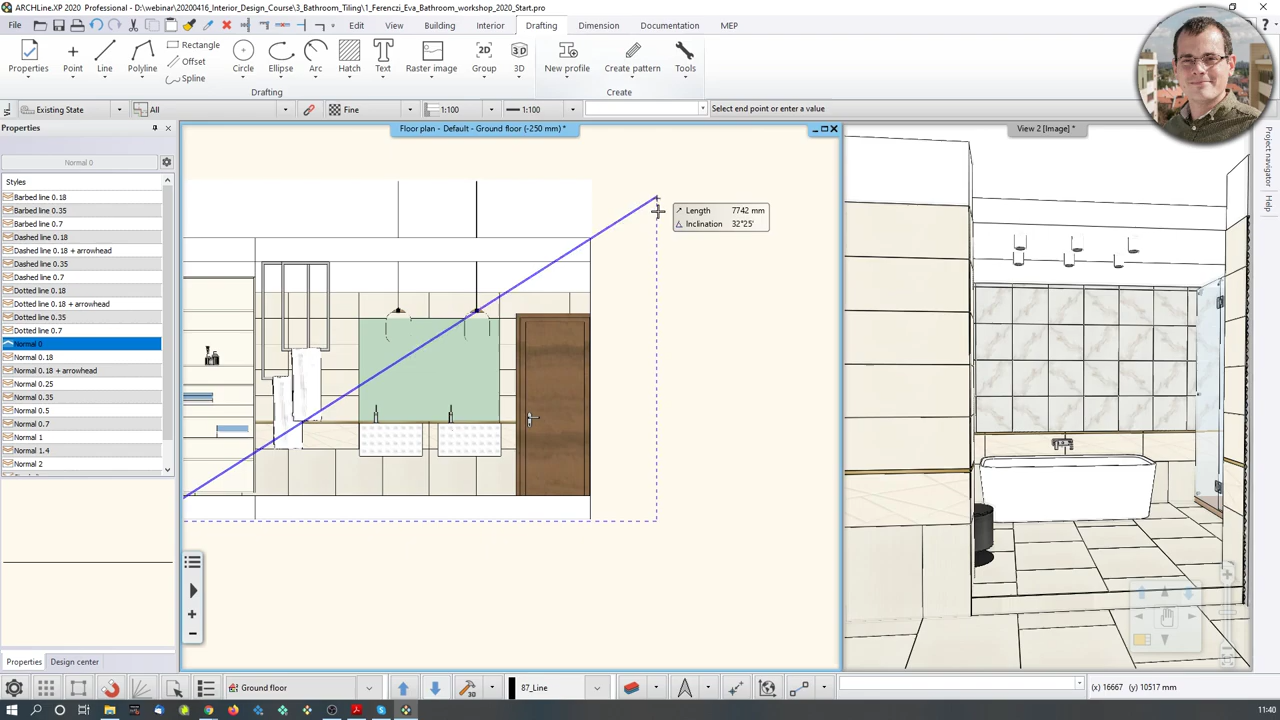 ARCHLine.XP 2020 - D:\webinar\20200416_Interior_Design_Course\3_Bathroom_Tiling\1_Ferenczi_Eva_Bathroom_workshop_2020_Start.pro
File
Edit
Building
Interior
Drafting
Dimension
Documentation
MEP
Properties
Point
Line
Polyline
Rectangle
Offset
Spline
Circle
Ellipse
Arc
Hatch
Text
Raster image
2D
Group
3D
3D
New profile
Create pattern
Tools
Drafting
Create
Existing State
All
Fine
1:100
1:100
Select end point or enter a value
Properties
Normal 0
Styles
Barbed line 0.18
Barbed line 0.35
Barbed line 0.7
Dashed line 0.18
Dashed line 0.18 + arrowhead
Dashed line 0.35
Dashed line 0.7
Dotted line 0.18
Dotted line 0.18 + arrowhead
Dotted line 0.35
Dotted line 0.7
Normal 0
Normal 0.18
Normal 0.18 + arrowhead
Normal 0.25
Normal 0.35
Normal 0.5
Normal 0.7
Normal 1
Normal 1.4
Normal 2
Floor plan - Default - Ground floor (-250 mm) *
View 2 [Image] *
Length 7742 mm
Inclination 32°25'
Project navigator
Help
Properties
Design center
Ground floor
87_Line
(x) 16667 (y) 10517 mm
11:40